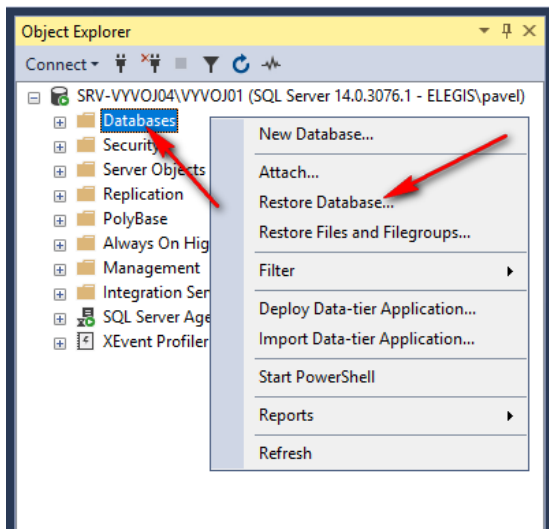 Object Explorer
Connect
SRV-VYVOJ04\VYVOJ01 (SQL Server 14.0.3076.1 - ELEGIS\pavel)
Databases
Security
Server Objects
Replication
PolyBase
Always On Hig
Management
Integration Ser
SQL Server Age
XEvent Profiler
New Database...
Attach...
Restore Database...
Restore Files and Filegroups...
Filter
Deploy Data-tier Application...
Import Data-tier Application...
Start PowerShell
Reports
Refresh